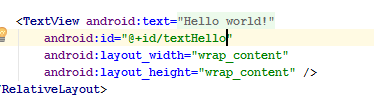 <TextView android:text="Hello world!"
android:id="@+id/textHello"
android:layout_width="wrap_content"
android:layout_height="wrap_content" />
RelativeLayout>